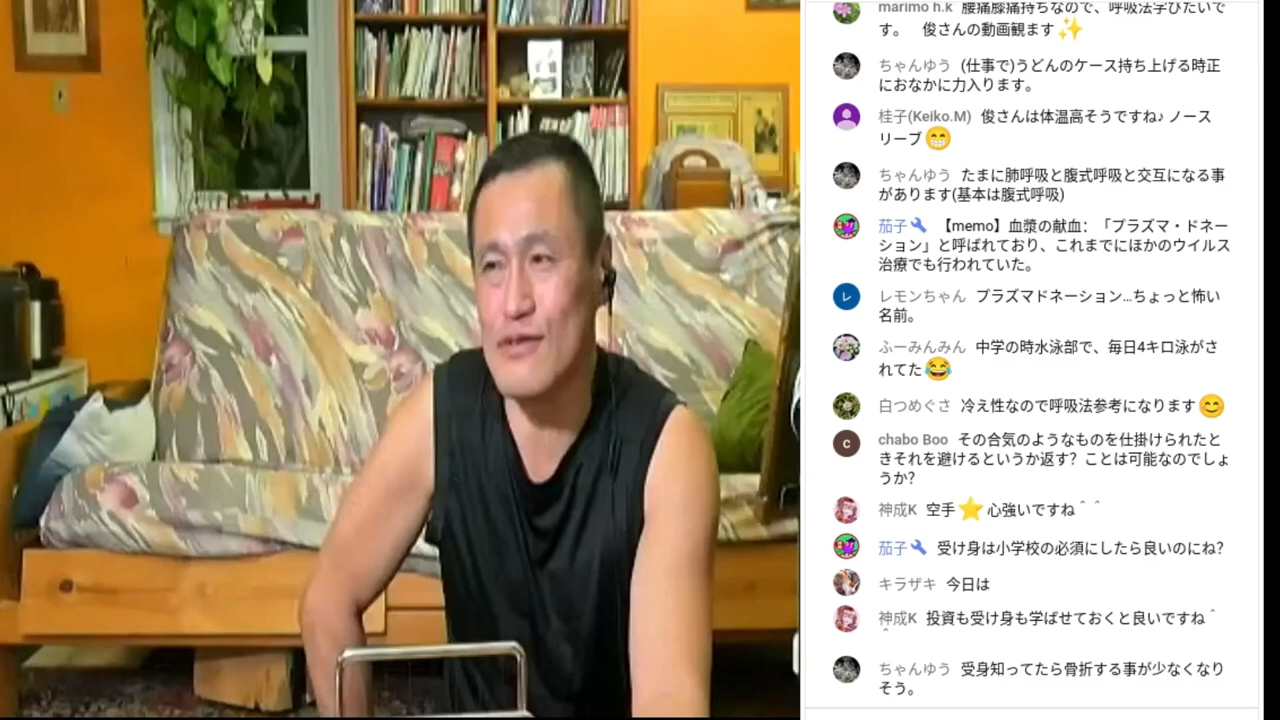 marimo h.k 腰痛膝痛持ちなので、呼吸法学びたいで
す。 俊さんの動画観ます✨
ちゃんゆう (仕事で)うどんのケース持ち上げる時正
におなかに力入ります。
桂子(Keiko.M) 俊さんは体温高そうですね♪ ノース
リーブ😁
ちゃんゆう たまに肺呼吸と腹式呼吸と交互になる事
があります(基本は腹式呼吸)
茄子🔧 【memo】血漿の献血：「プラズマ・ドネー
ション」と呼ばれており、これまでにほかのウイルス
治療でも行われていた。
レ
レモンちゃん プラズマドネーション…ちょっと怖い
名前。
ふーみんみん 中学の時水泳部で、毎日4キロ泳がさ
れてた😂
白つめぐさ 冷え性なので呼吸法参考になります😊
C
chabo Boo その合気のようなものを仕掛けられたと
きそれを避けるというか返す？ことは可能なのでしょ
うか？
神成K 空手⭐心強いですね＾＾
茄子🔧 受け身は小学校の必須にしたら良いのにね？
キラザキ 今日は
神成K 投資も受け身も学ばせておくと良いですね＾
＾
ちゃんゆう 受身知ってたら骨折する事が少なくなり
そう。